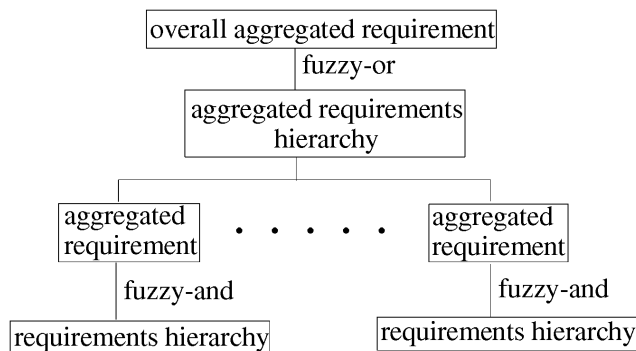 overall aggregated requirement
fuzzy-or
aggregated requirements
hierarchy
aggregated
requirement
aggregated
requirement
fuzzy-and
fuzzy-and
requirements hierarchy
requirements hierarchy